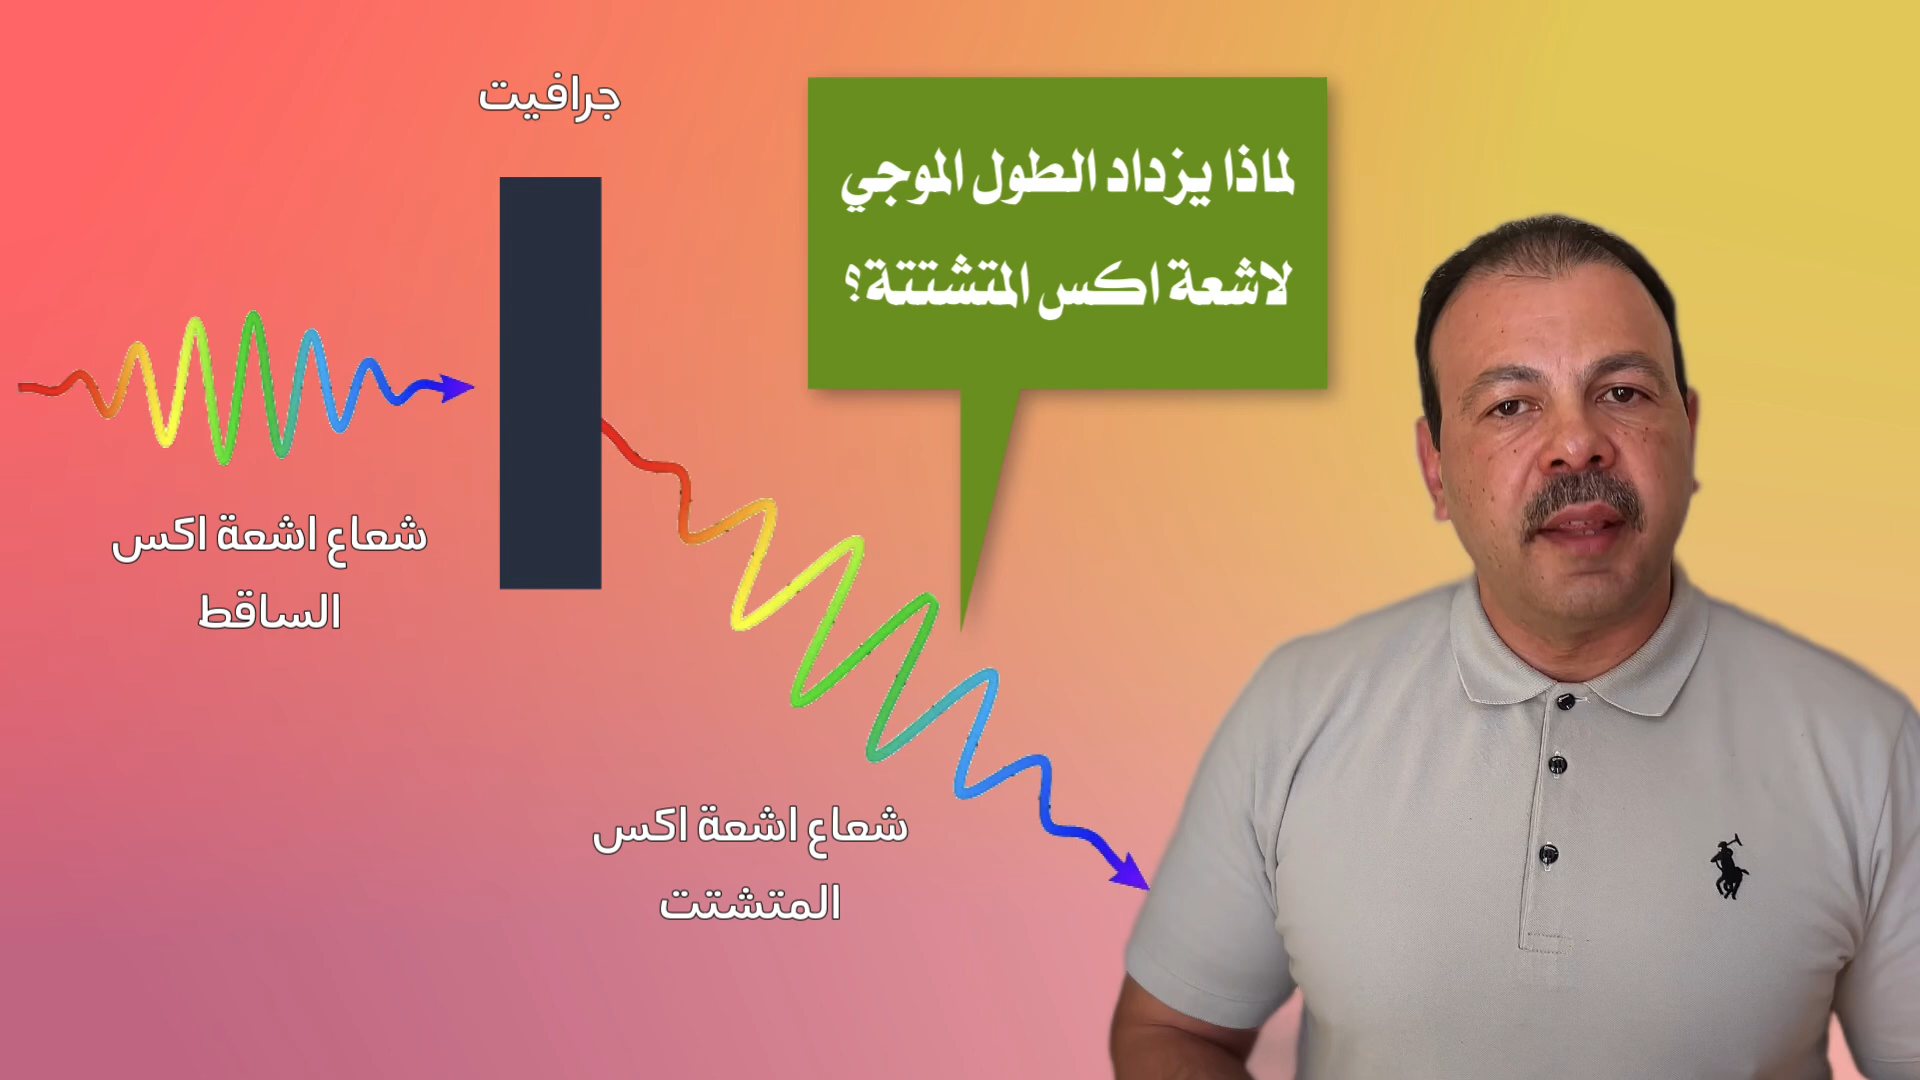 جرافيت
لماذا يزداد الطول الموجي
لاشعة اكس المتشتتة؟
شعاع اشعة اكس
الساقط
شعاع اشعة اكس
المتشتت